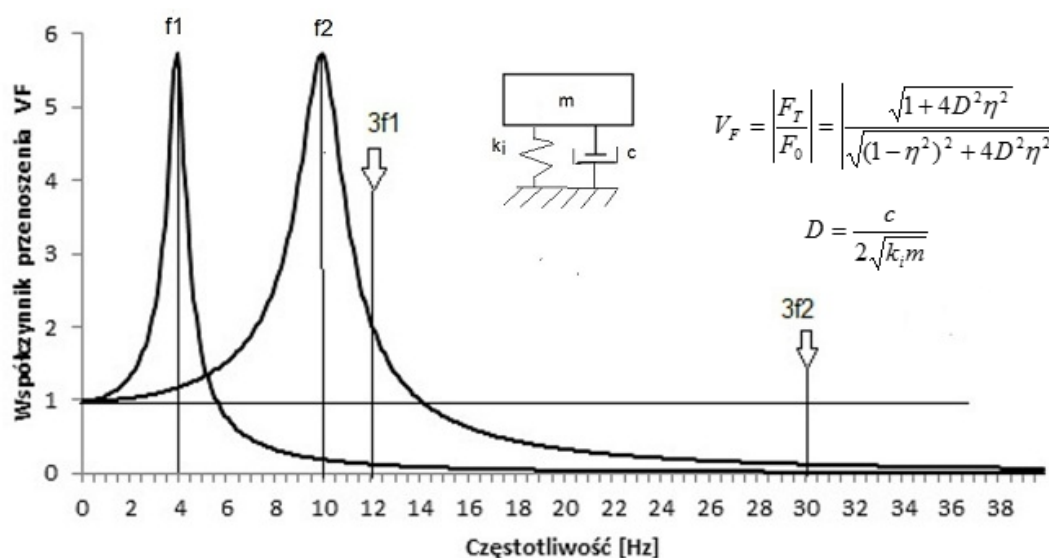 Współczynnik przenoszenia VF
6
5
4
3
2
1
0
f1
f2
3f1
3f2
m
k_i
c
V_F = |F_T / F_0| = |√(1 + 4D²η²) / √((1 − η²)² + 4D²η²)
D = c / (2√(k_i m))
0 2 4 6 8 10 12 14 16 18 20 22 24 26 28 30 32 34 36 38
Częstotliwość [Hz]